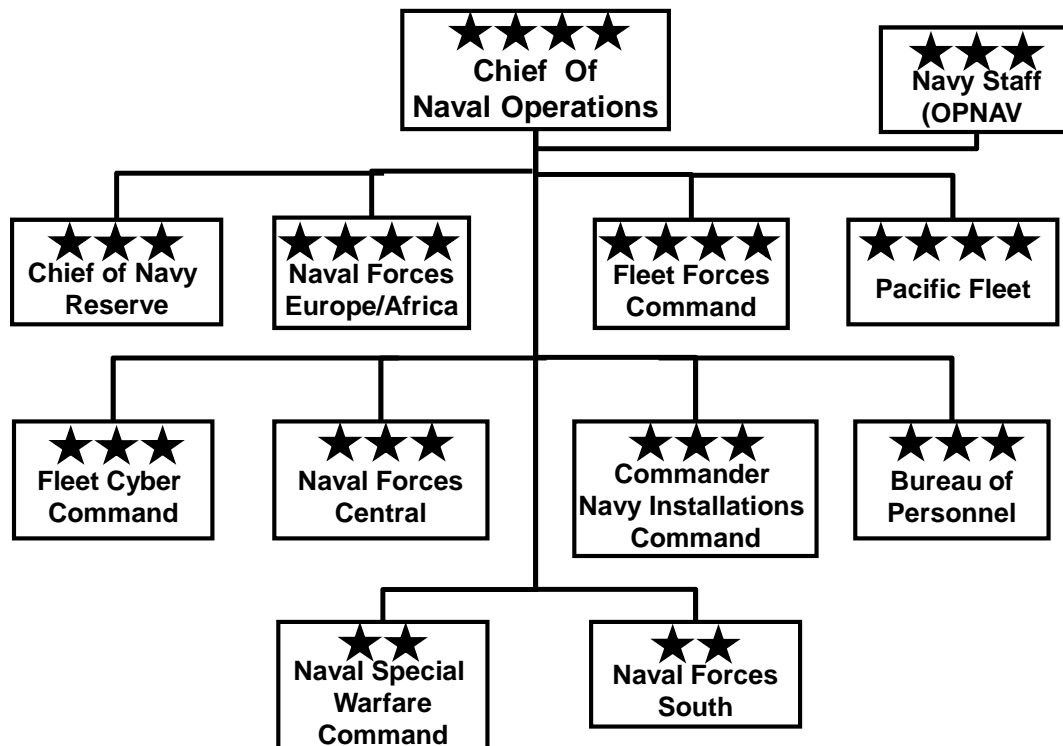 Chief Of
Naval Operations
Navy Staff
(OPNAV
Chief of Navy
Reserve
Naval Forces
Europe/Africa
Fleet Forces
Command
Pacific Fleet
Fleet Cyber
Command
Naval Forces
Central
Commander
Navy Installations
Command
Bureau of
Personnel
Naval Special
Warfare
Command
Naval Forces
South